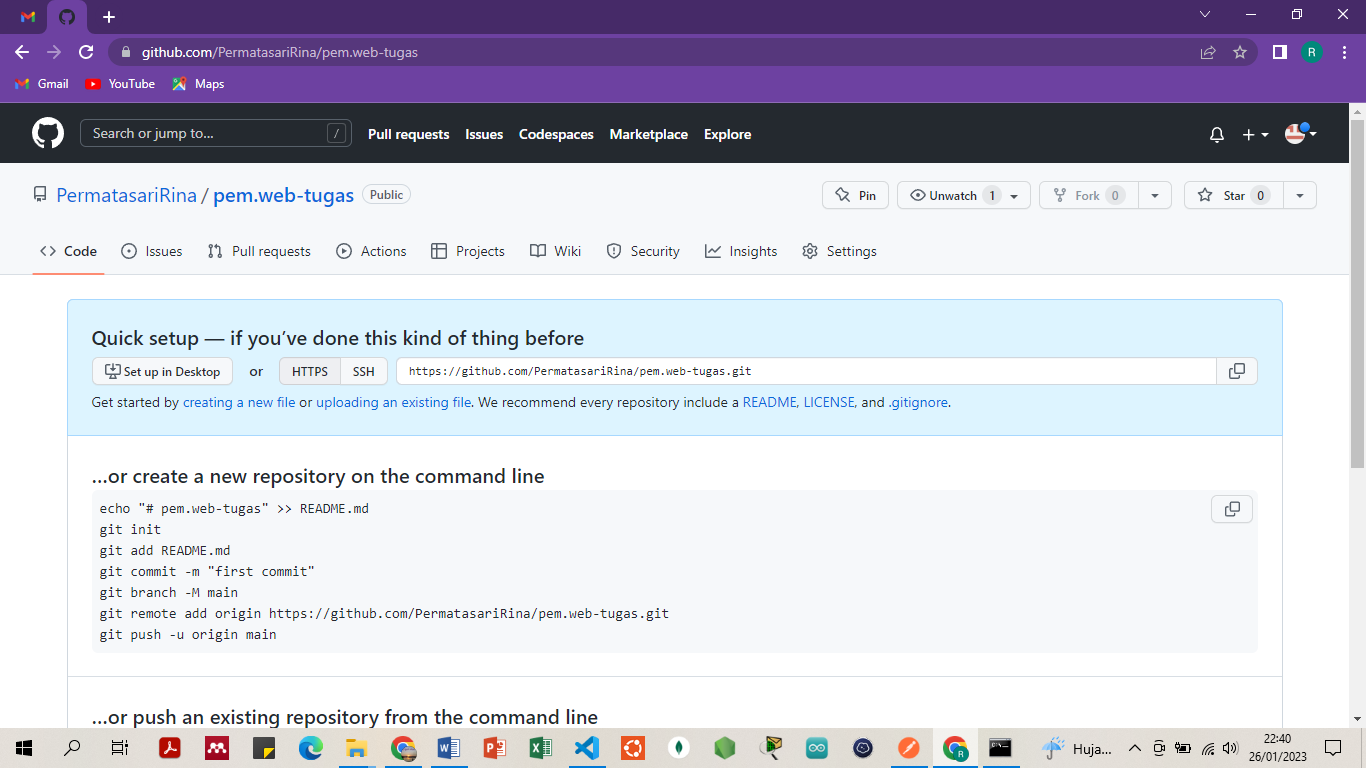 github.com/PermatasariRina/pem.web-tugas
R
Gmail
YouTube
Maps
Search or jump to...
/
Pull requests
Issues
Codespaces
Marketplace
Explore
PermatasariRina / pem.web-tugas
Public
Pin
Unwatch 1
Fork 0
Star 0
Code
Issues
Pull requests
Actions
Projects
Wiki
Security
Insights
Settings
Quick setup — if you’ve done this kind of thing before
Set up in Desktop
or
HTTPS
SSH
https://github.com/PermatasariRina/pem.web-tugas.git
Get started by creating a new file or uploading an existing file. We recommend every repository include a README, LICENSE, and .gitignore.
…or create a new repository on the command line
echo "# pem.web-tugas" >> README.md
git init
git add README.md
git commit -m "first commit"
git branch -M main
git remote add origin https://github.com/PermatasariRina/pem.web-tugas.git
git push -u origin main
…or push an existing repository from the command line
Huja...
22:40
26/01/2023